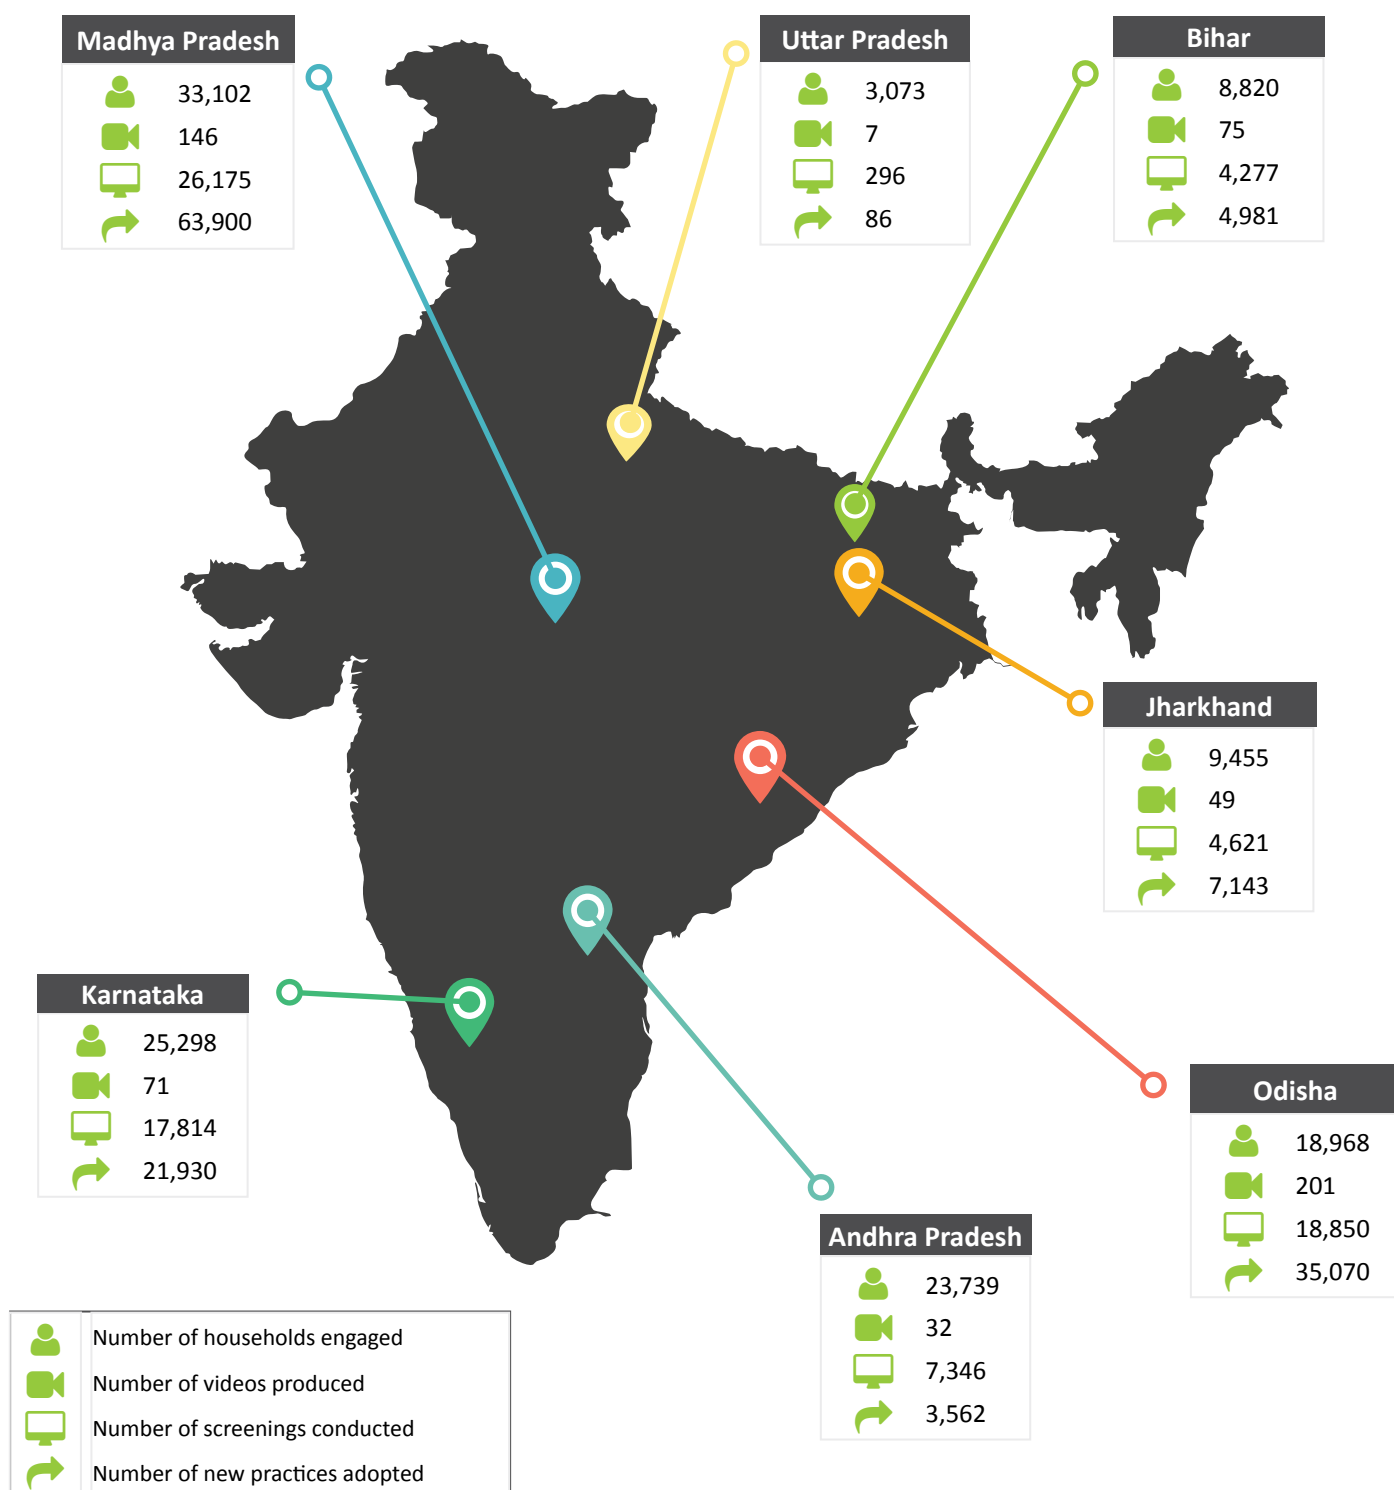 Madhya Pradesh
33,102
146
26,175
63,900
Uttar Pradesh
3,073
7
296
86
Bihar
8,820
75
4,277
4,981
Jharkhand
9,455
49
4,621
7,143
Karnataka
25,298
71
17,814
21,930
Odisha
18,968
201
18,850
35,070
Andhra Pradesh
23,739
32
7,346
3,562
Number of households engaged
Number of videos produced
Number of screenings conducted
Number of new practices adopted